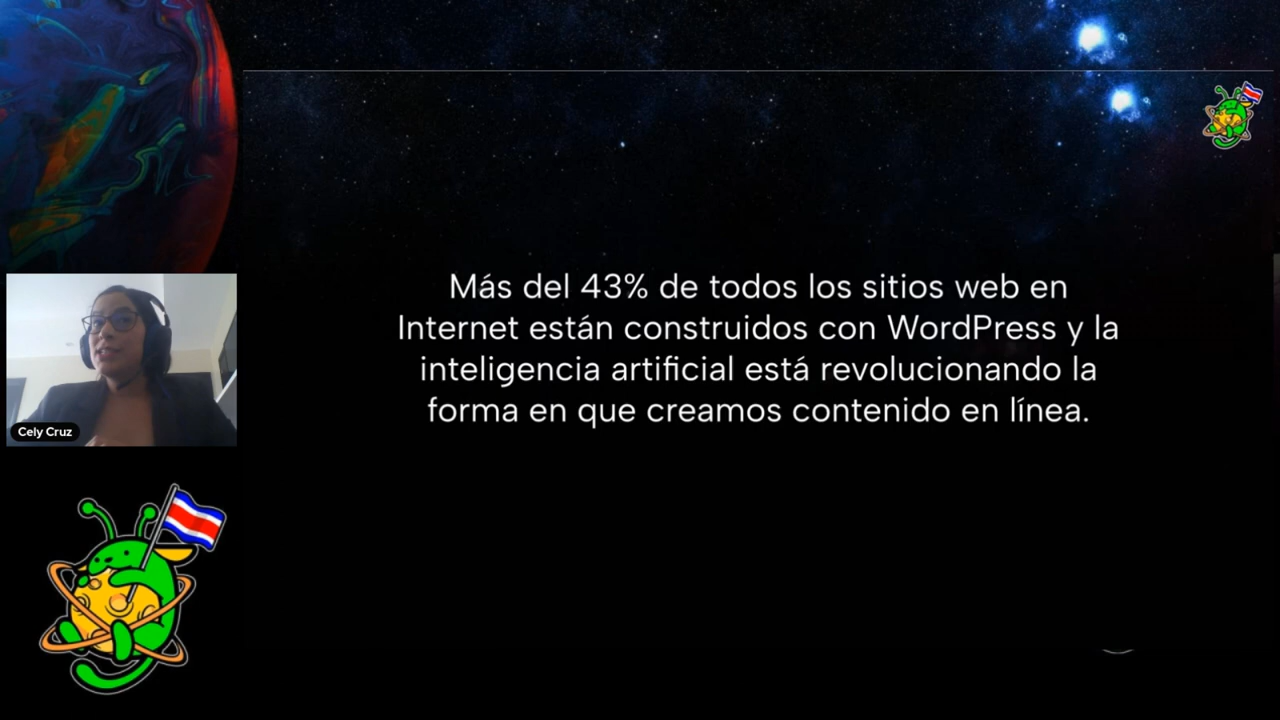 Más del 43% de todos los sitios web en
Internet están construidos con WordPress y la
inteligencia artificial está revolucionando la
forma en que creamos contenido en línea.
Cely Cruz